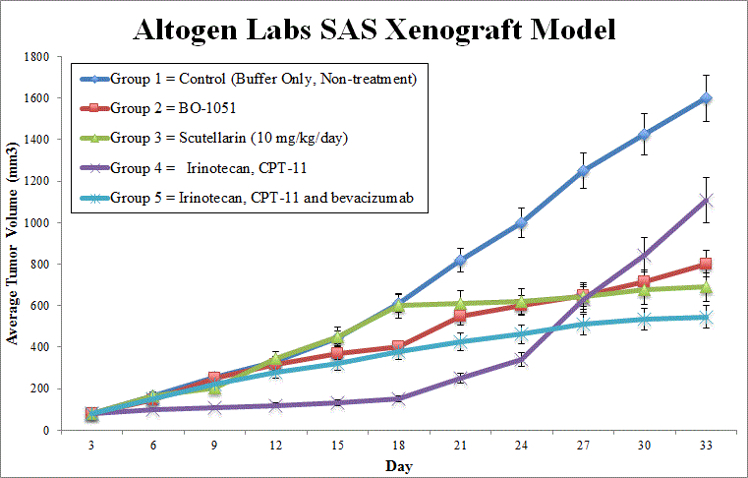 Altogen Labs SAS Xenograft Model
Average Tumor Volume (mm3)
1800
1600
1400
1200
1000
800
600
400
200
0
Group 1 = Control (Buffer Only, Non-treatment)
Group 2 = BO-1051
Group 3 = Scutellarin (10 mg/kg/day)
Group 4 = Irinotecan, CPT-11
Group 5 = Irinotecan, CPT-11 and bevacizumab
3 6 9 12 15 18 21 24 27 30 33
Day